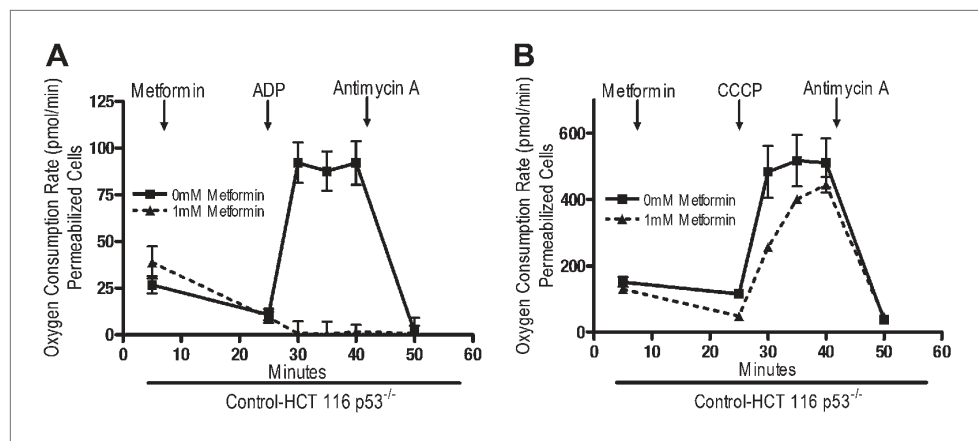 A
Oxygen Consumption Rate (pmol/min)
Permeabilized Cells
Metformin
ADP
Antimycin A
125
100
75
50
25
0
0mM Metformin
1mM Metformin
0 10 20 30 40 50 60
Minutes
Control-HCT 116 p53-/-
B
Oxygen Consumption Rate (pmol/min)
Permeabilized Cells
Metformin
CCCP
Antimycin A
600
400
200
0
0mM Metformin
1mM Metformin
0 10 20 30 40 50 60
Minutes
Control-HCT 116 p53-/-